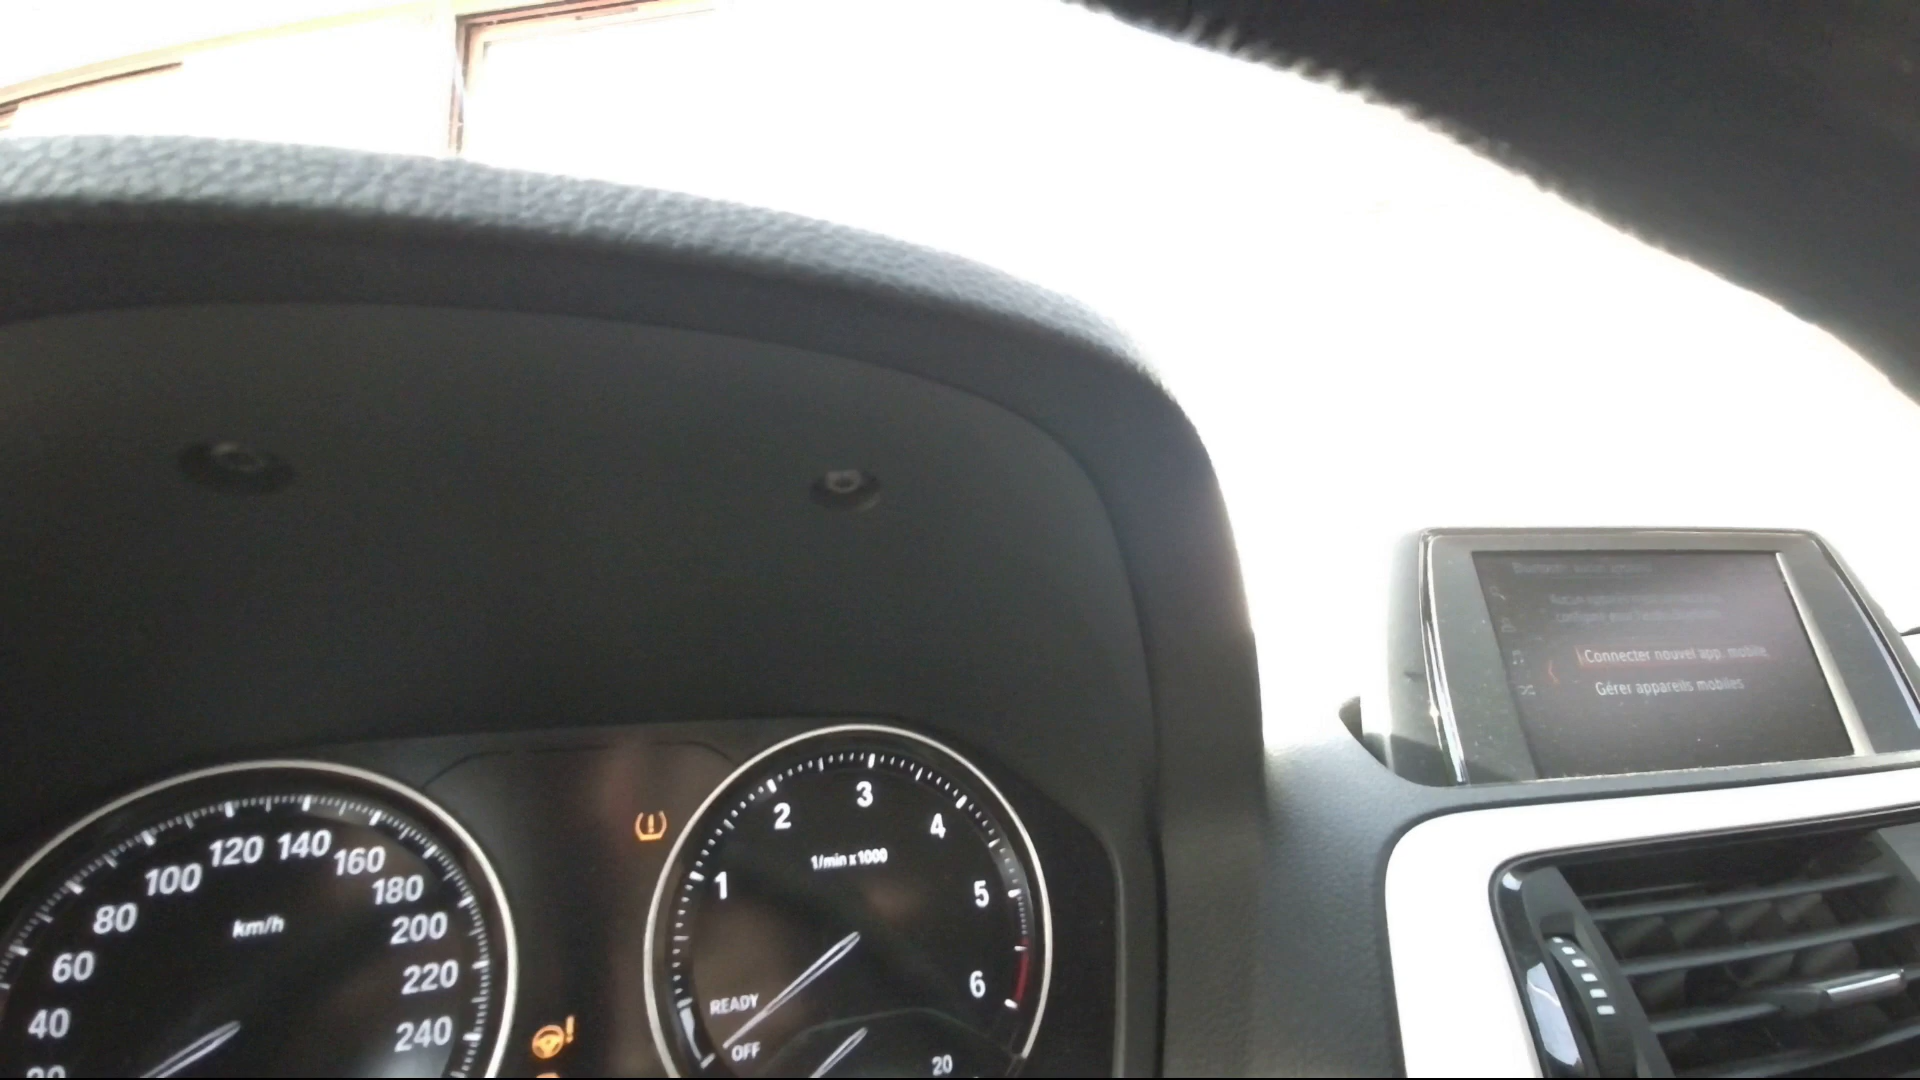 Connecter nouvel app. mobile
Gérer appareils mobiles
120 140
100 160
80 180
km/h 200
60 220
40 240
20
3
2 4
1/min x 1000
1 5
6
READY
OFF
20